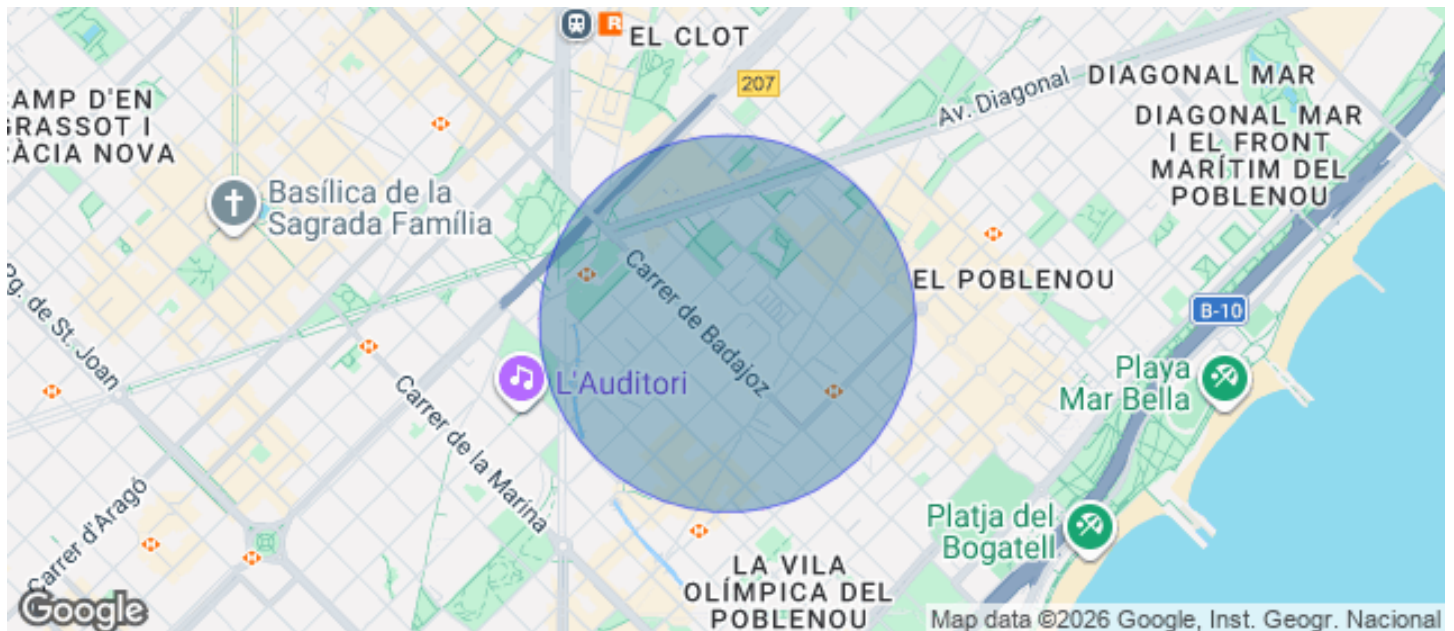 EL CLOT
R
207
Av. Diagonal
DIAGONAL MAR
DIAGONAL MAR
I EL FRONT
MARÍTIM DEL
POBLENOU
CAMP D'EN
GRASSOT I
RÀCIA NOVA
Basílica de la
Sagrada Família
Pg. de St. Joan
Carrer de Badajoz
EL POBLENOU
B-10
L'Auditori
Playa
Mar Bella
Carrer de la Marina
Carrer d'Aragó
Platja del
Bogatell
LA VILA
OLÍMPICA DEL
POBLENOU
Google
Map data ©2026 Google, Inst. Geogr. Nacional